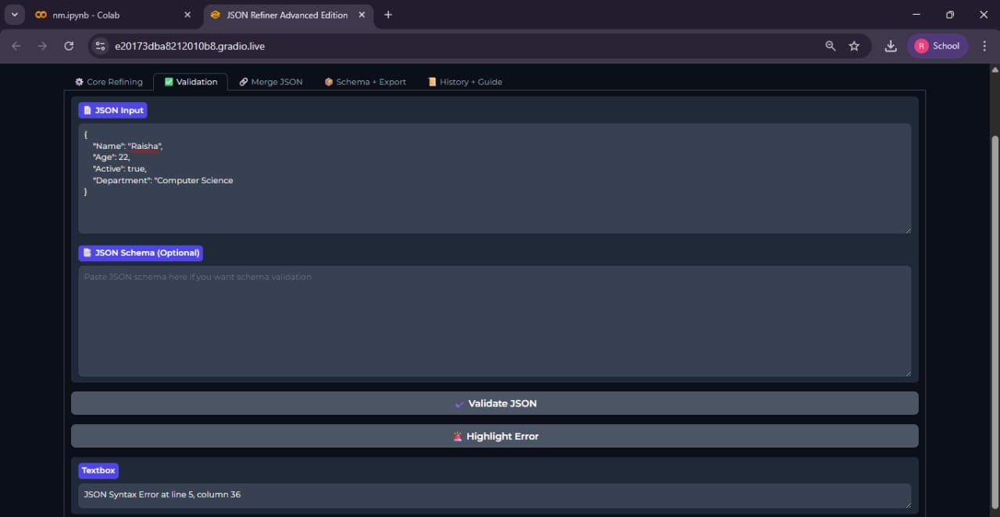 nm.ipynb - Colab
JSON Refiner Advanced Edition
e20173dba8212010b8.gradio.live
R School
Core Refining
Validation
Merge JSON
Schema + Export
History + Guide
JSON Input
{
"Name": "Raisha",
"Age": 22,
"Active": true,
"Department": "Computer Science
}
JSON Schema (Optional)
Paste JSON schema here if you want schema validation
Validate JSON
Highlight Error
Textbox
JSON Syntax Error at line 5, column 36